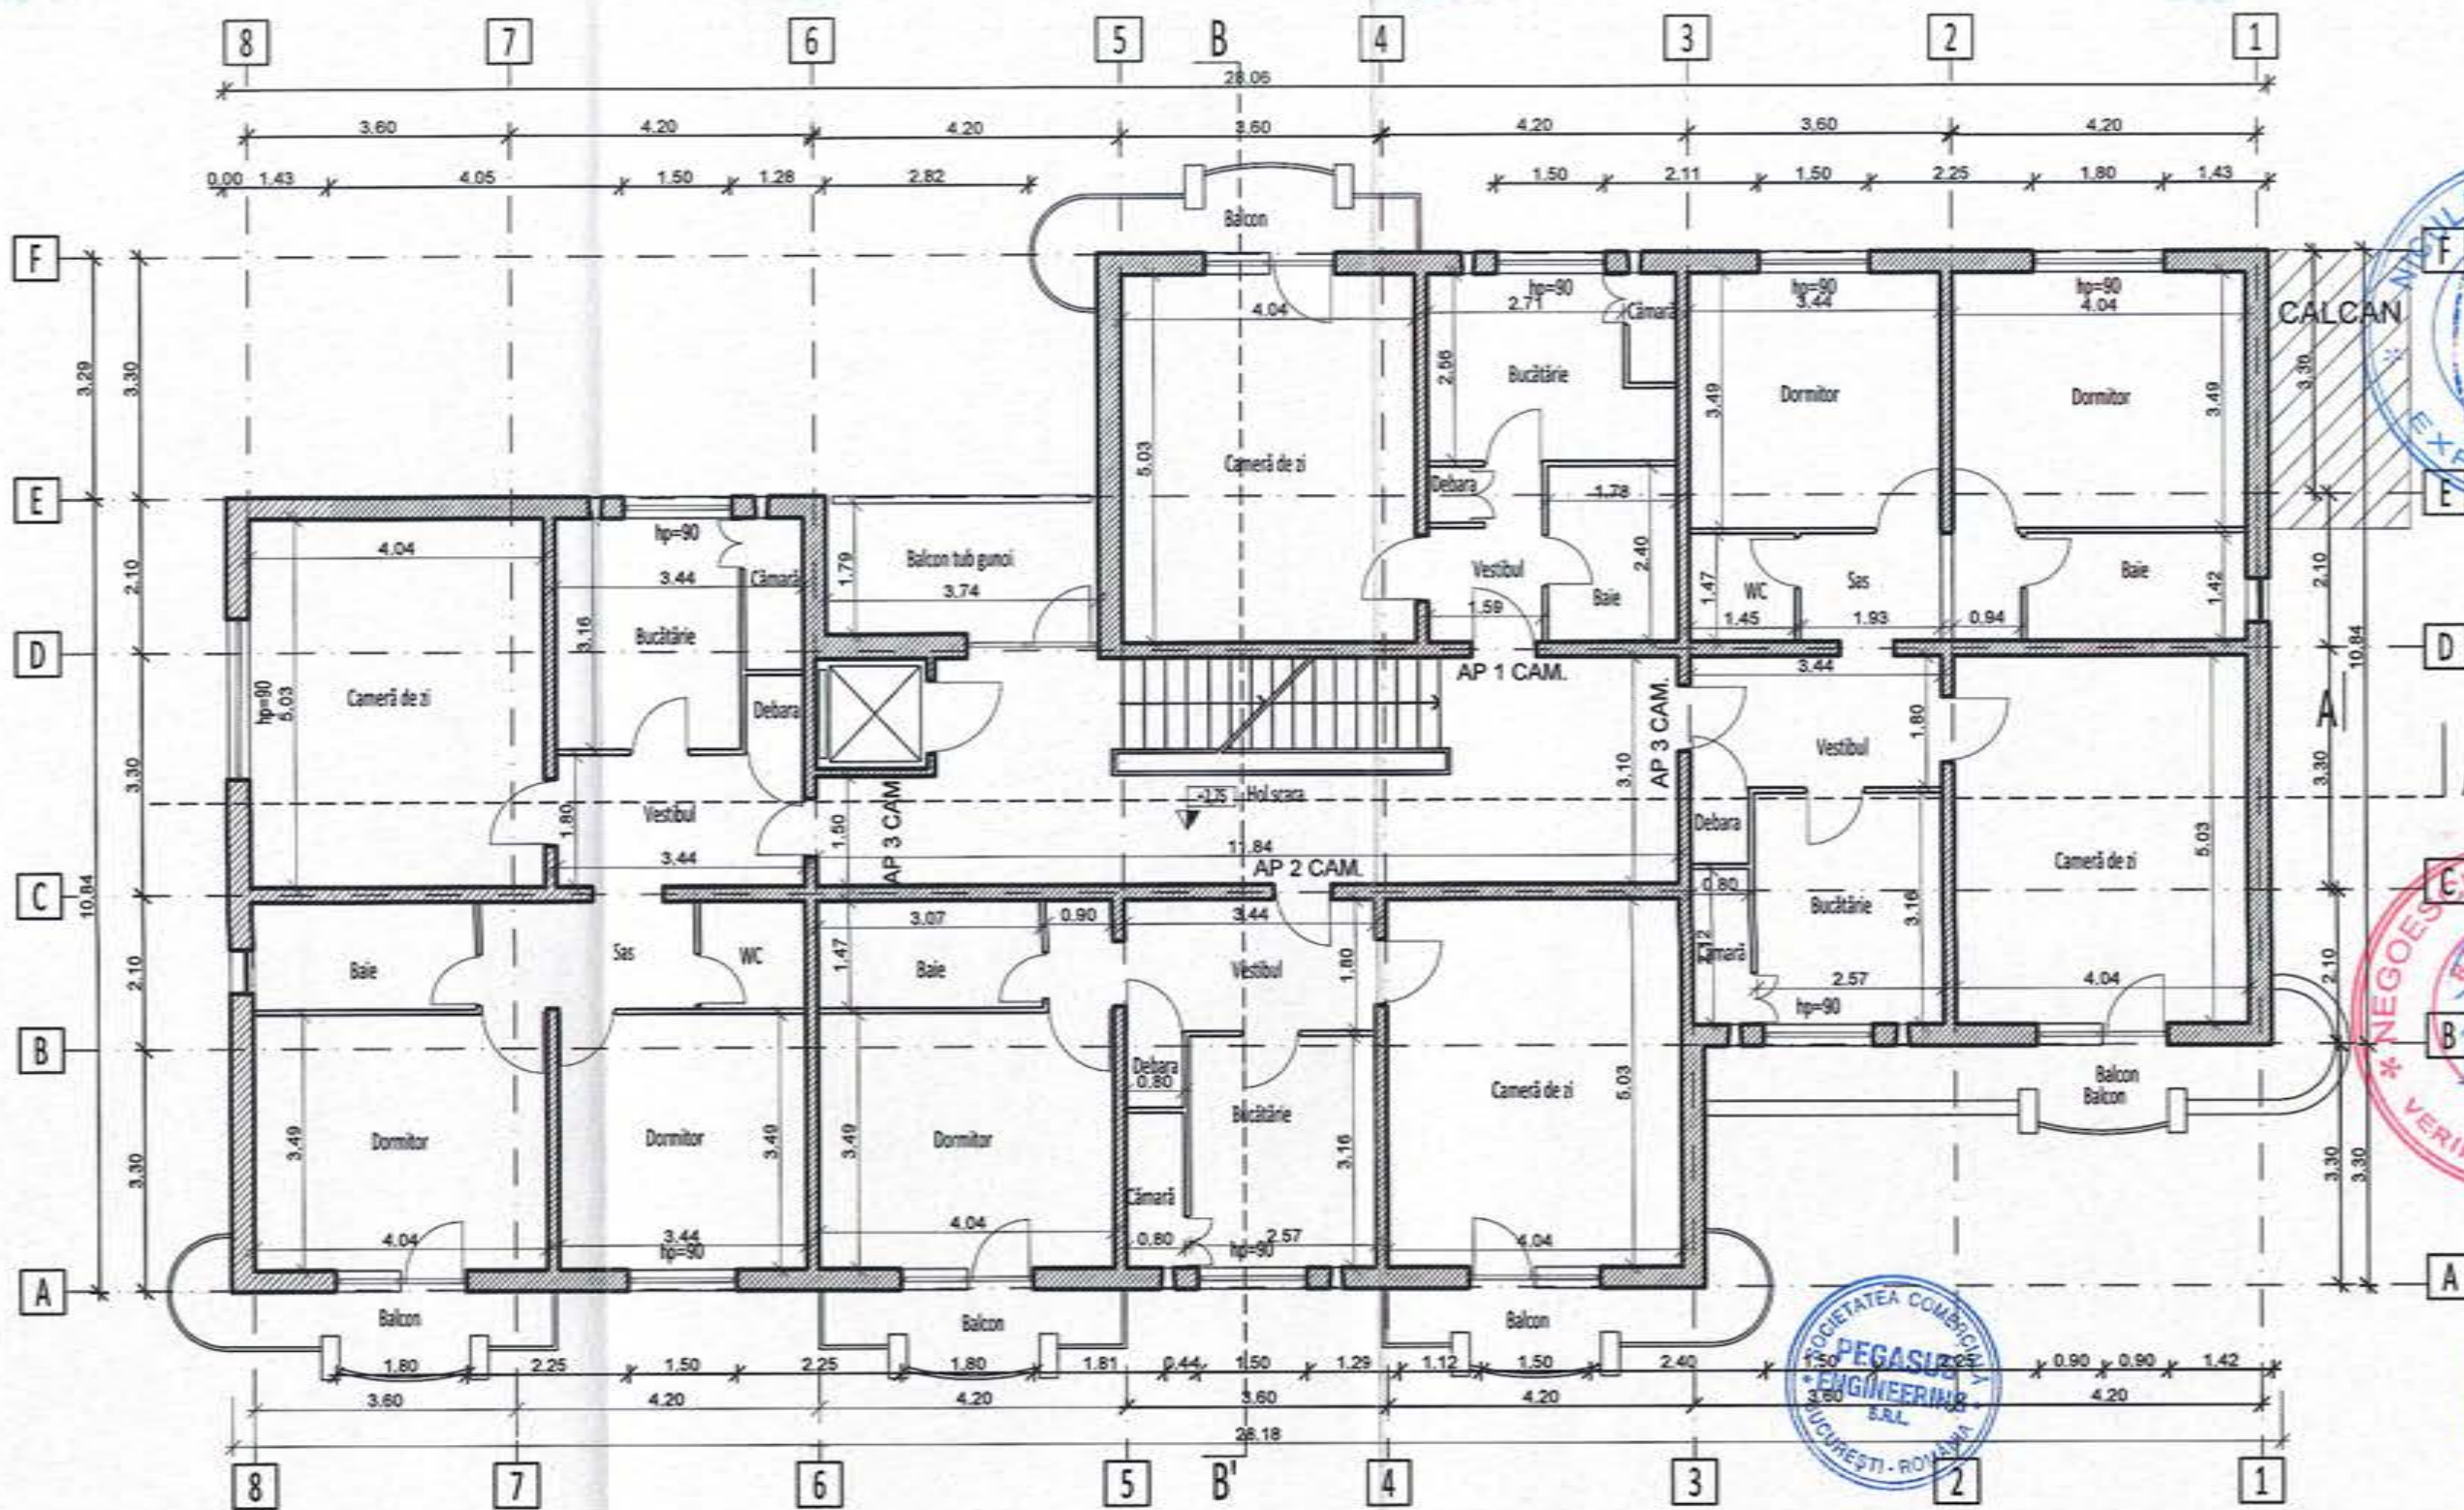 8 7 6 5 B 4 3 2 1
28.06
3.60 4.20 4.20 3.60 4.20 3.60 4.20
0.00 1.43 4.05 1.50 1.28 2.82 1.50 2.11 1.50 2.25 1.80 1.43
Balcon
F F
hp=90 hp=90 hp=90
4.04 2.71 Cămară 3.44 4.04 CALCAN
3.29 3.30 2.56 3.30
Bucătărie Dormitor Dormitor
3.49 3.49
5.03 Cameră de zi
Debara 1.78
E E
hp=90
4.04 3.44 Cămară
1.79 Balcon tub gunoi 3.74
Vestibul 2.40 Baie 1.59
1.47 WC 1.45 Sas 1.93 0.94 Baie 1.42
2.10 2.10
3.16 Bucătărie
D D
10.84
AP 1 CAM.
AP 3 CAM.
3.44
hp=90 5.03 Cameră de zi Debara
Vestibul 1.80
A
3.30 3.10 3.30
Hol scara
1.80 Vestibul 3.44 1.50 AP 3 CAM
11.84
AP 2 CAM.
Debara Cameră de zi 5.03
C C
10.84
0.80 Bucătărie 3.16
Cămară 2.57 4.04
hp=90
3.07 0.90 3.44
Baie Sas WC 1.47 Baie Vestibul 1.80
2.10 2.10
B B
Balcon
Balcon
Debara
0.80
Bucătărie Cameră de zi 5.03
3.49 Dormitor Dormitor 3.49 3.49 Dormitor 3.16
3.30 3.30 3.30
Cămară
4.04 3.44 4.04 0.80 2.57 4.04
hp=90 hp=90
A A
Balcon Balcon Balcon
1.80 2.25 1.50 2.25 1.80 1.81 0.44 1.50 1.29 1.12 1.50 2.40 1.50 2.25 0.90 0.90 1.42
3.60 4.20 4.20 3.60 4.20 3.60 4.20
28.18
8 7 6 5 B' 4 3 2 1
SOCIETATEA COMERCIALĂ
PEGASUS
ENGINEERING
S.R.L.
BUCUREŞTI - ROMÂNIA